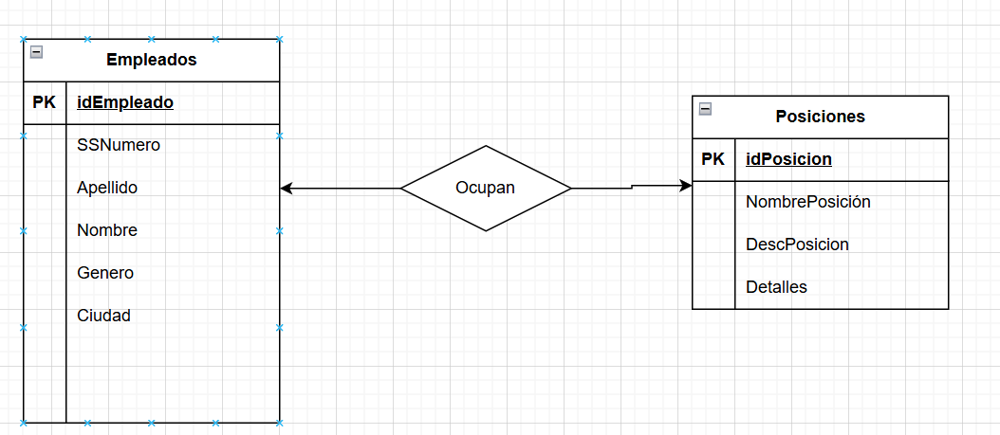 Empleados
PK idEmpleado
SSNumero
Apellido
Nombre
Genero
Ciudad
Ocupan
Posiciones
PK idPosicion
NombrePosición
DescPosicion
Detalles